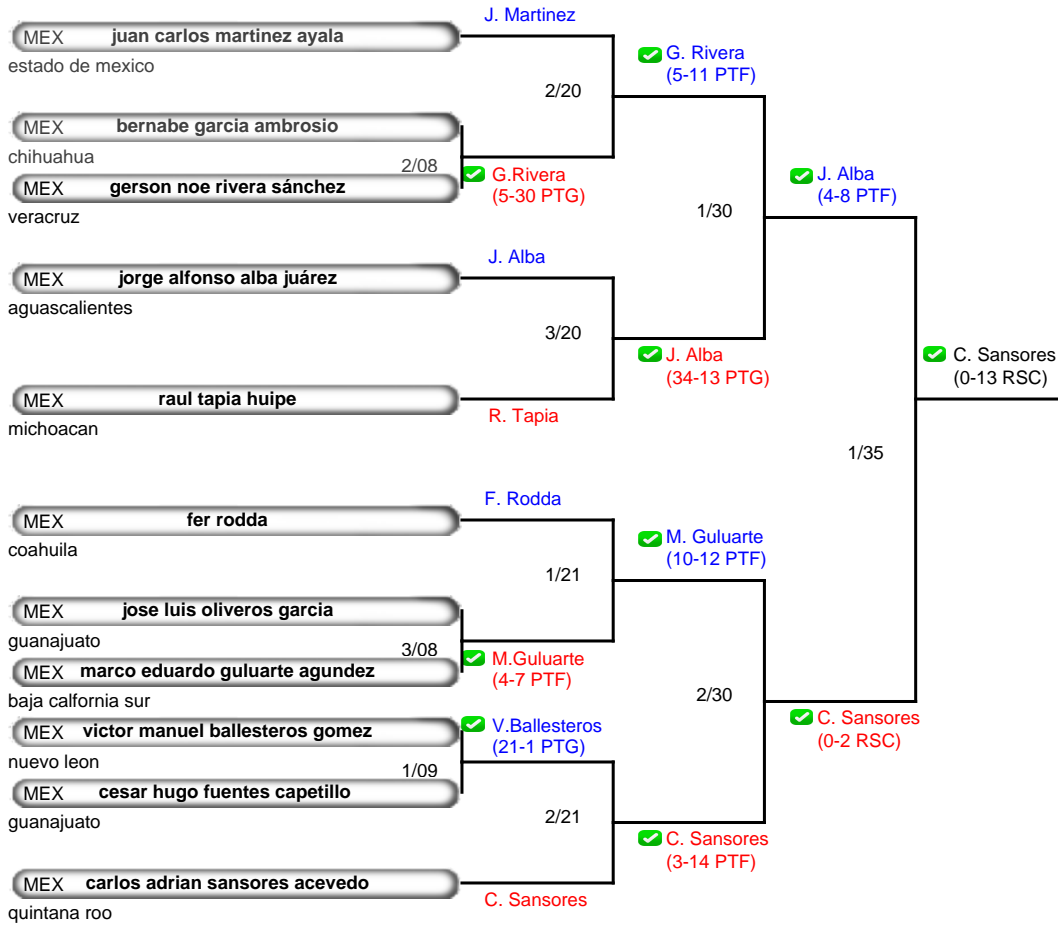 J. Martinez
MEX juan carlos martinez ayala
estado de mexico
2/20
G. Rivera
(5-11 PTF)
MEX bernabe garcia ambrosio
chihuahua
2/08
MEX gerson noe rivera sánchez
veracruz
G.Rivera
(5-30 PTG)
1/30
J. Alba
(4-8 PTF)
J. Alba
MEX jorge alfonso alba juárez
aguascalientes
3/20
J. Alba
(34-13 PTG)
MEX raul tapia huipe
michoacan
R. Tapia
C. Sansores
(0-13 RSC)
1/35
F. Rodda
MEX fer rodda
coahuila
1/21
M. Guluarte
(10-12 PTF)
MEX jose luis oliveros garcia
guanajuato
3/08
MEX marco eduardo guluarte agundez
baja calfornia sur
M.Guluarte
(4-7 PTF)
2/30
C. Sansores
(0-2 RSC)
MEX victor manuel ballesteros gomez
nuevo leon
V.Ballesteros
(21-1 PTG)
1/09
MEX cesar hugo fuentes capetillo
guanajuato
2/21
C. Sansores
(3-14 PTF)
MEX carlos adrian sansores acevedo
quintana roo
C. Sansores